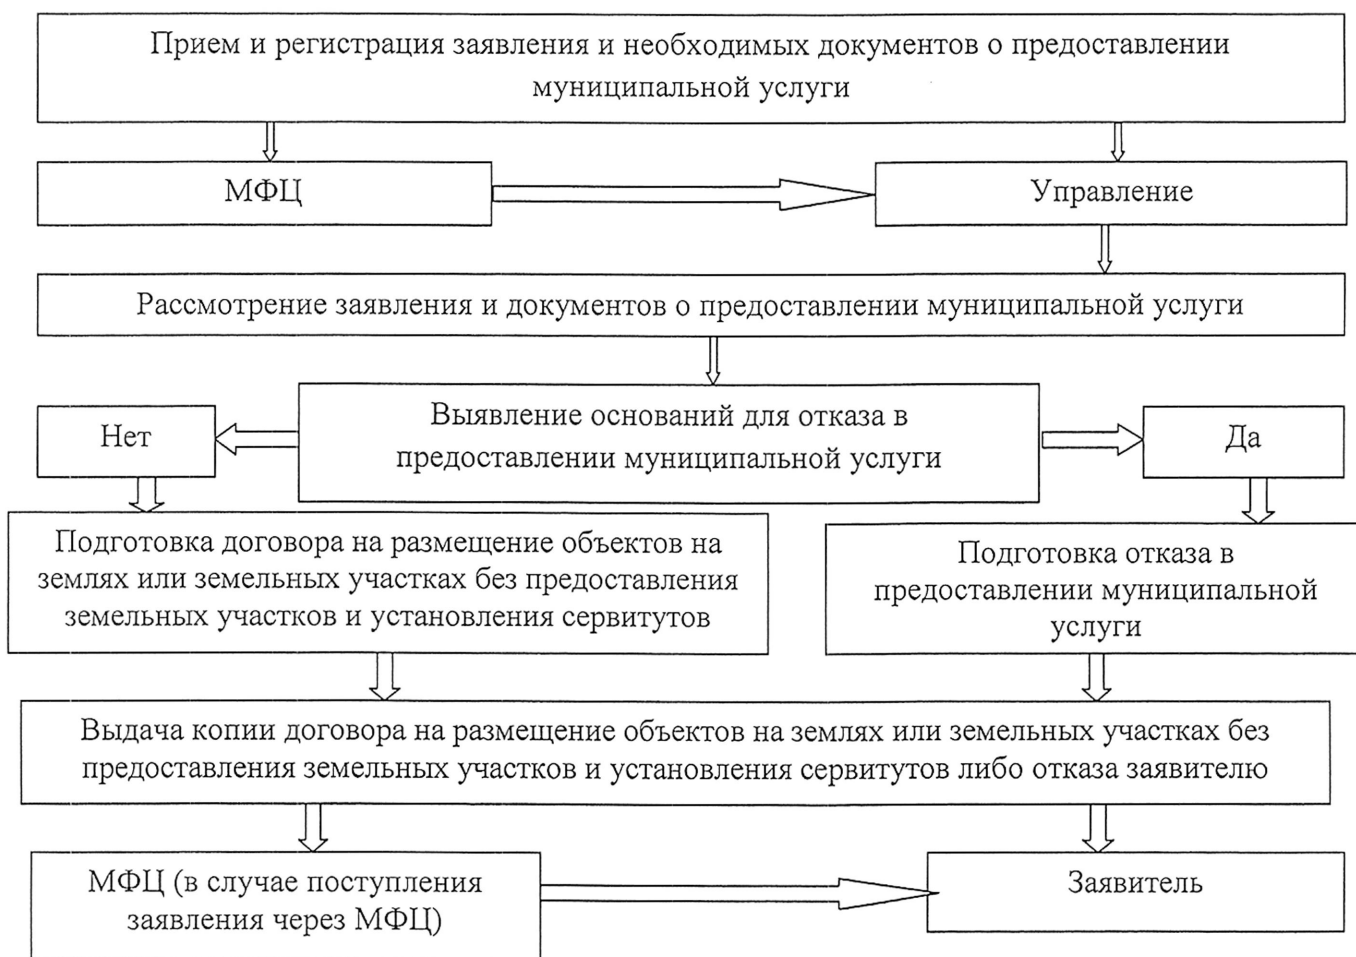 Прием и регистрация заявления и необходимых документов о предоставлении
муниципальной услуги
МФЦ
Управление
Рассмотрение заявления и документов о предоставлении муниципальной услуги
Выявление оснований для отказа в
предоставлении муниципальной услуги
Нет
Да
Подготовка договора на размещение объектов на
землях или земельных участках без предоставления
земельных участков и установления сервитутов
Подготовка отказа в
предоставлении муниципальной
услуги
Выдача копии договора на размещение объектов на землях или земельных участках без
предоставления земельных участков и установления сервитутов либо отказа заявителю
МФЦ (в случае поступления
заявления через МФЦ)
Заявитель